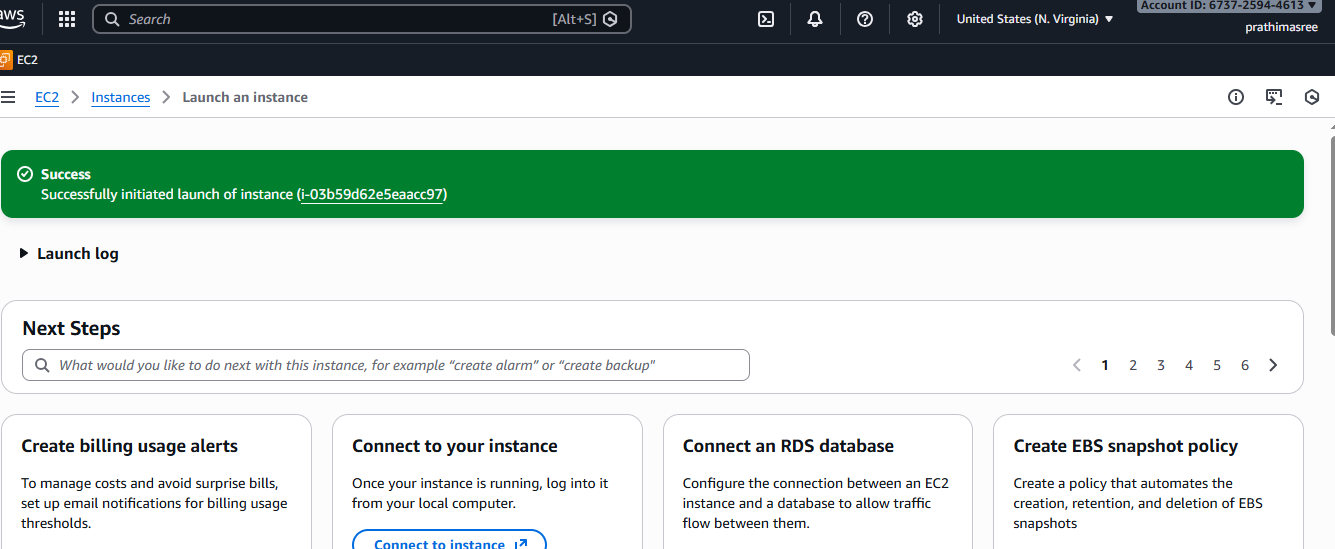 aws
Search [Alt+S]
United States (N. Virginia)
Account ID: 6737-2594-4613
prathimasree
EC2
EC2 > Instances > Launch an instance
Success
Successfully initiated launch of instance (i-03b59d62e5eaacc97)
Launch log
Next Steps
What would you like to do next with this instance, for example “create alarm” or “create backup"
1 2 3 4 5 6
Create billing usage alerts
To manage costs and avoid surprise bills,
set up email notifications for billing usage
thresholds.
Connect to your instance
Once your instance is running, log into it
from your local computer.
Connect to instance
Connect an RDS database
Configure the connection between an EC2
instance and a database to allow traffic
flow between them.
Create EBS snapshot policy
Create a policy that automates the
creation, retention, and deletion of EBS
snapshots